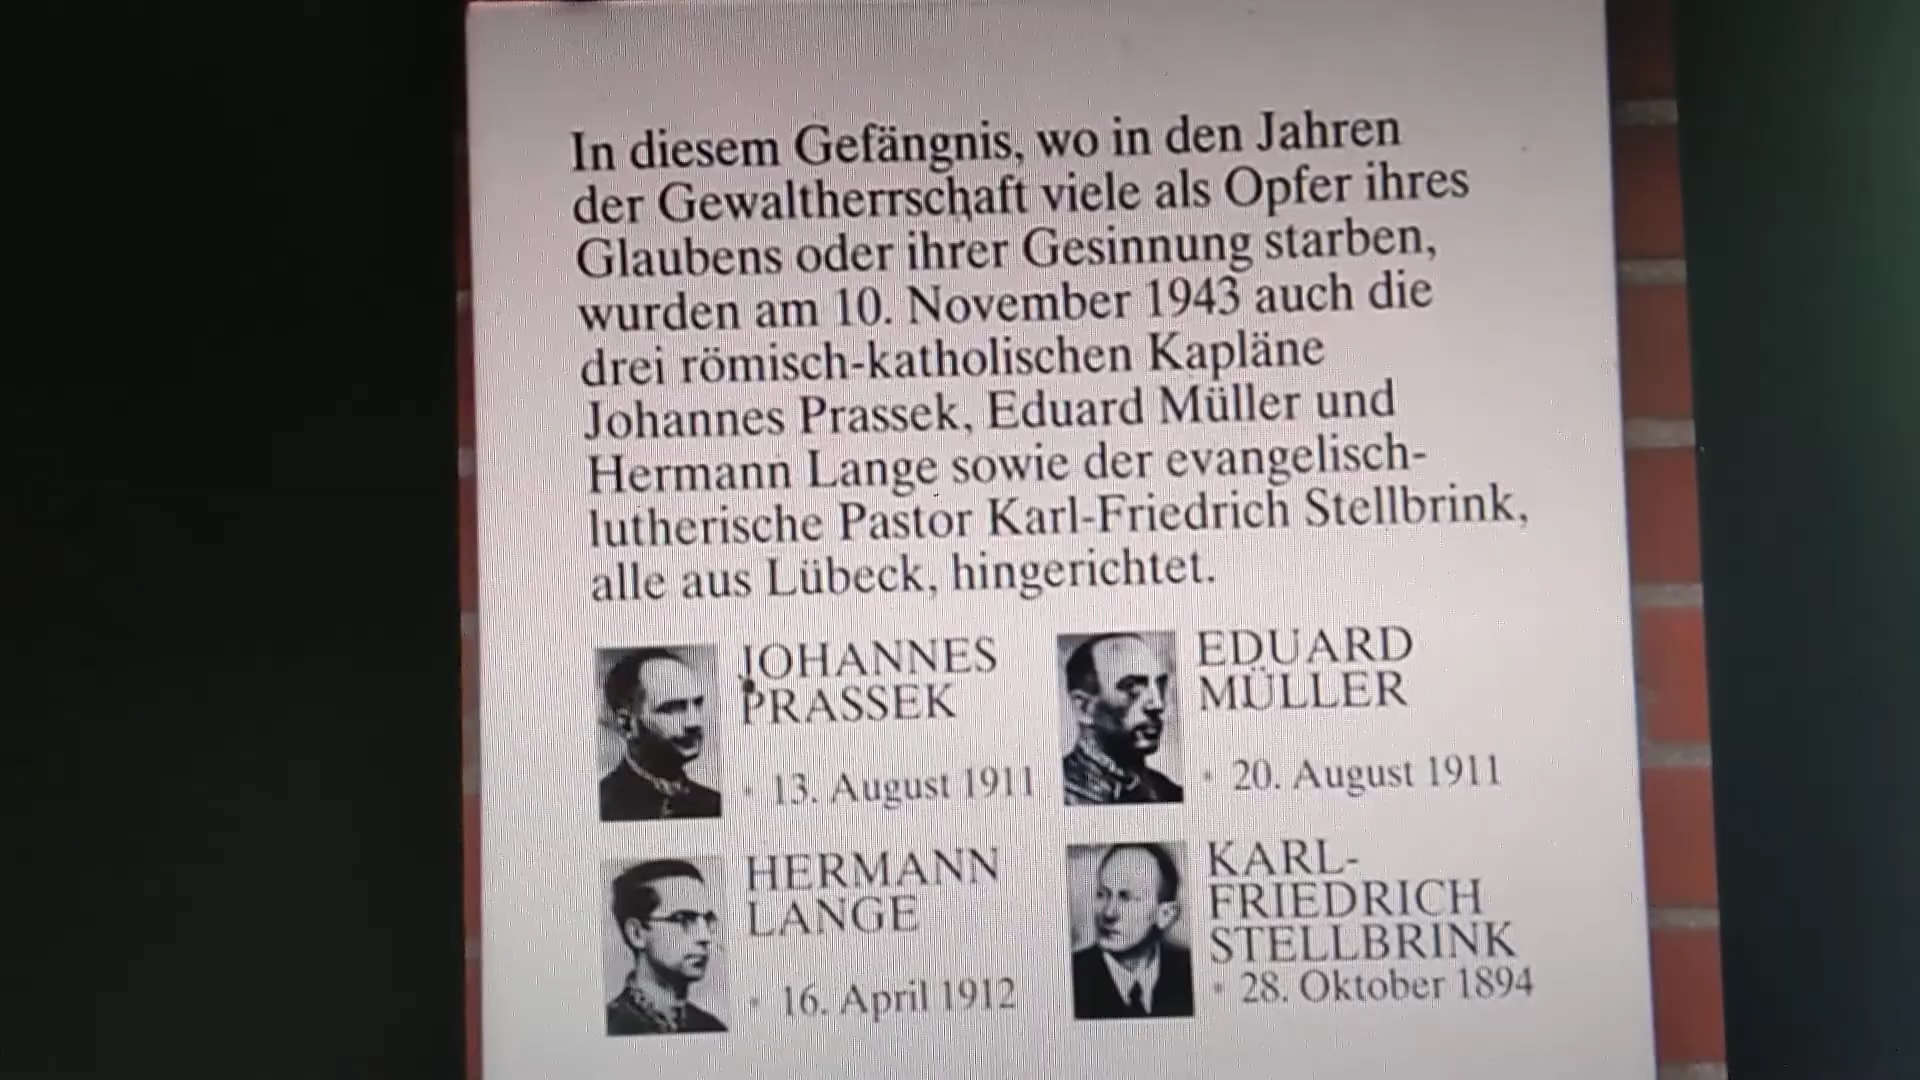 In diesem Gefängnis, wo in den Jahren
der Gewaltherrschaft viele als Opfer ihres
Glaubens oder ihrer Gesinnung starben,
wurden am 10. November 1943 auch die
drei römisch-katholischen Kapläne
Johannes Prassek, Eduard Müller und
Hermann Lange sowie der evangelisch-
lutherische Pastor Karl-Friedrich Stellbrink,
alle aus Lübeck, hingerichtet.
JOHANNES
PRASSEK
* 13. August 1911
EDUARD
MÜLLER
* 20. August 1911
HERMANN
LANGE
* 16. April 1912
KARL-
FRIEDRICH
STELLBRINK
* 28. Oktober 1894